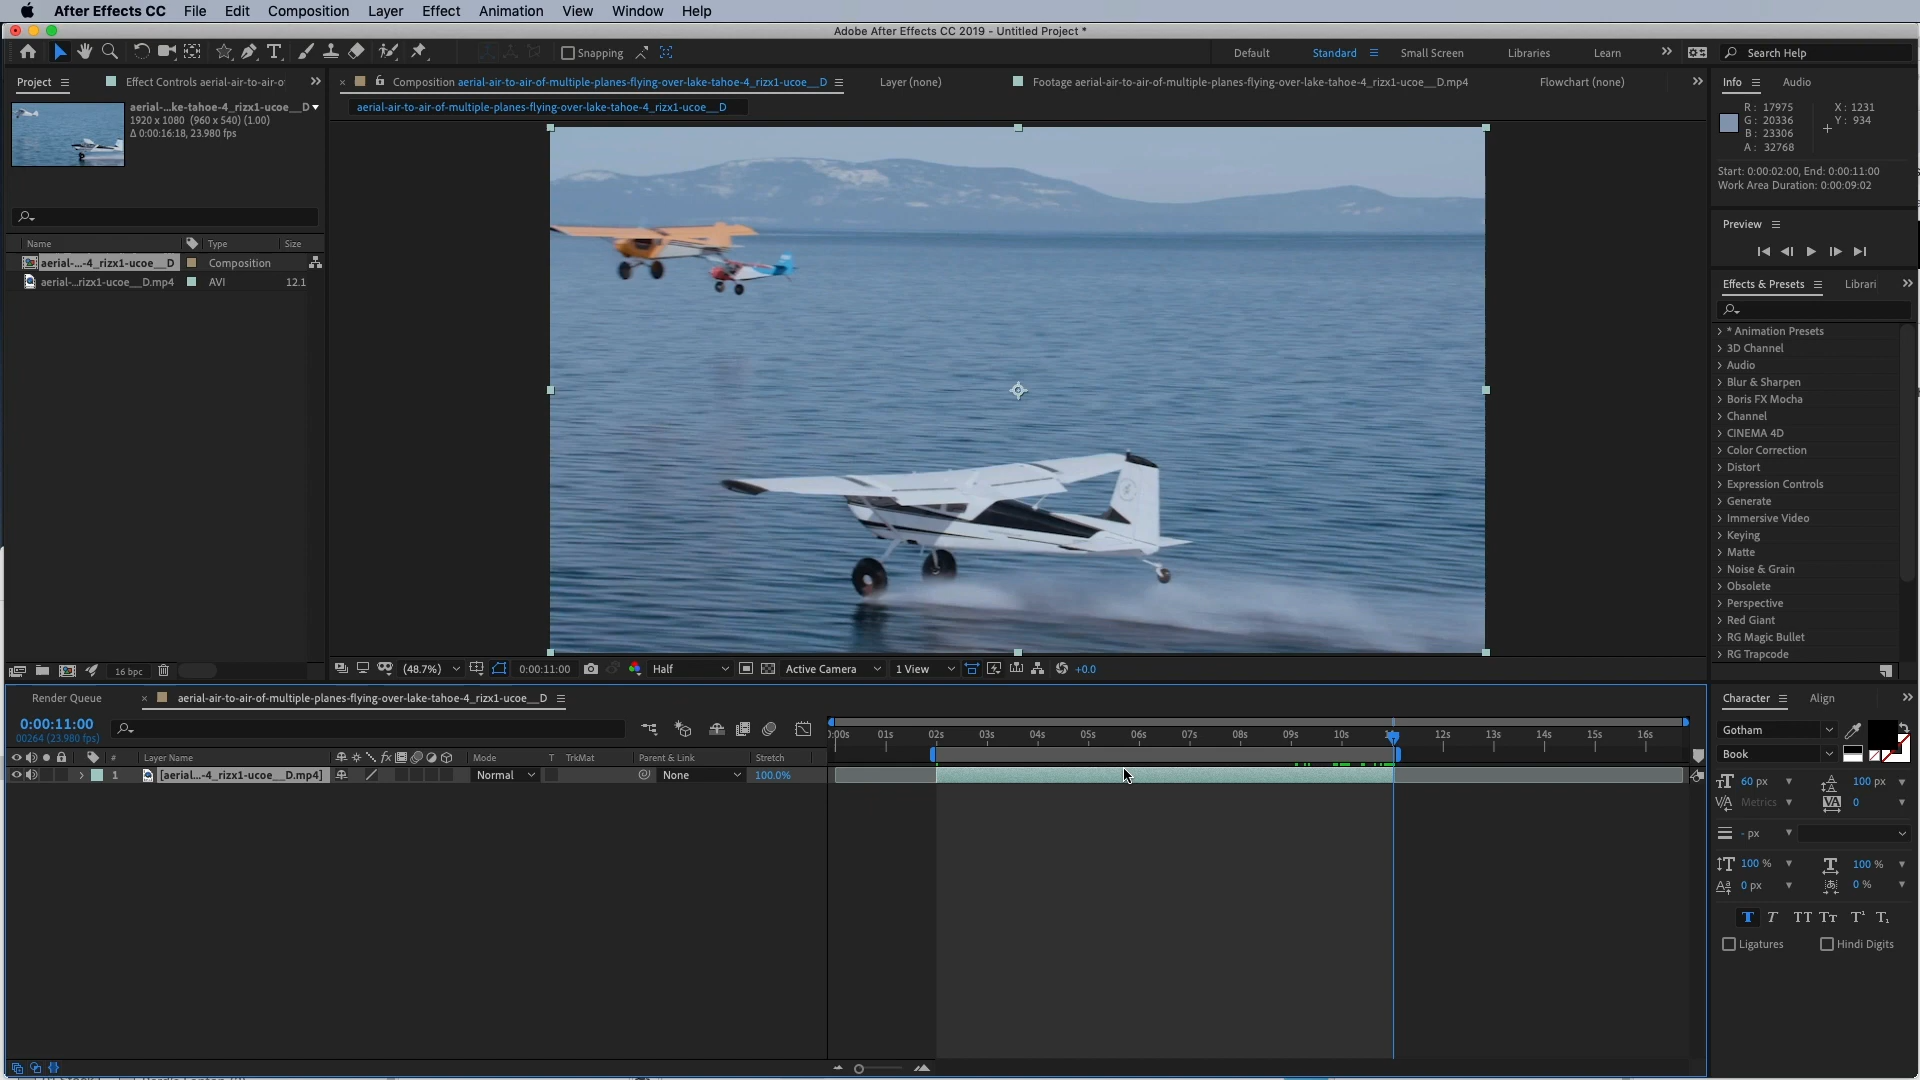 After Effects CC File Edit Composition Layer Effect Animation View Window Help
Adobe After Effects CC 2019 - Untitled Project *
Snapping Default Standard Small Screen Libraries Learn Search Help
Project Effect Controls aerial-air-to-air-o
Composition aerial-air-to-air-of-multiple-planes-flying-over-lake-tahoe-4_rizx1-ucoe__D Layer (none) Footage aerial-air-to-air-of-multiple-planes-flying-over-lake-tahoe-4_rizx1-ucoe__D.mp4 Flowchart (none)
Info Audio
aerial-air-to-air-of-multiple-planes-flying-over-lake-tahoe-4_rizx1-ucoe__D
aerial-...ke-tahoe-4_rizx1-ucoe__D
1920 x 1080 (960 x 540) (1.00)
Δ 0:00:16:18, 23.980 fps
R: 17975 X: 1231
G: 20336 Y: 934
B: 23306
A: 32768
Start: 0:00:02:00, End: 0:00:11:00
Work Area Duration: 0:00:09:02
Preview
Name Type Size
aerial-...-4_rizx1-ucoe__D Composition
aerial-...rizx1-ucoe__D.mp4 AVI 12.1
Effects & Presets Librari
* Animation Presets
3D Channel
Audio
Blur & Sharpen
Boris FX Mocha
Channel
CINEMA 4D
Color Correction
Distort
Expression Controls
Generate
Immersive Video
Keying
Matte
Noise & Grain
Obsolete
Perspective
Red Giant
RG Magic Bullet
RG Trapcode
16 bpc
(48.7%) 0:00:11:00 Half Active Camera 1 View +0.0
Render Queue aerial-air-to-air-of-multiple-planes-flying-over-lake-tahoe-4_rizx1-ucoe__D
0:00:11:00
00264 (23.980 fps)
:00s 01s 02s 03s 04s 05s 06s 07s 08s 09s 10s 12s 13s 14s 15s 16s
# Layer Name Mode T TrkMat Parent & Link Stretch
1 [aerial...-4_rizx1-ucoe__D.mp4] Normal None 100.0%
Character Align
Gotham
Book
60 px 100 px
Metrics 0
- px
100 % 100 %
0 px 0 %
T T TT Tт T¹ T₁
Ligatures Hindi Digits